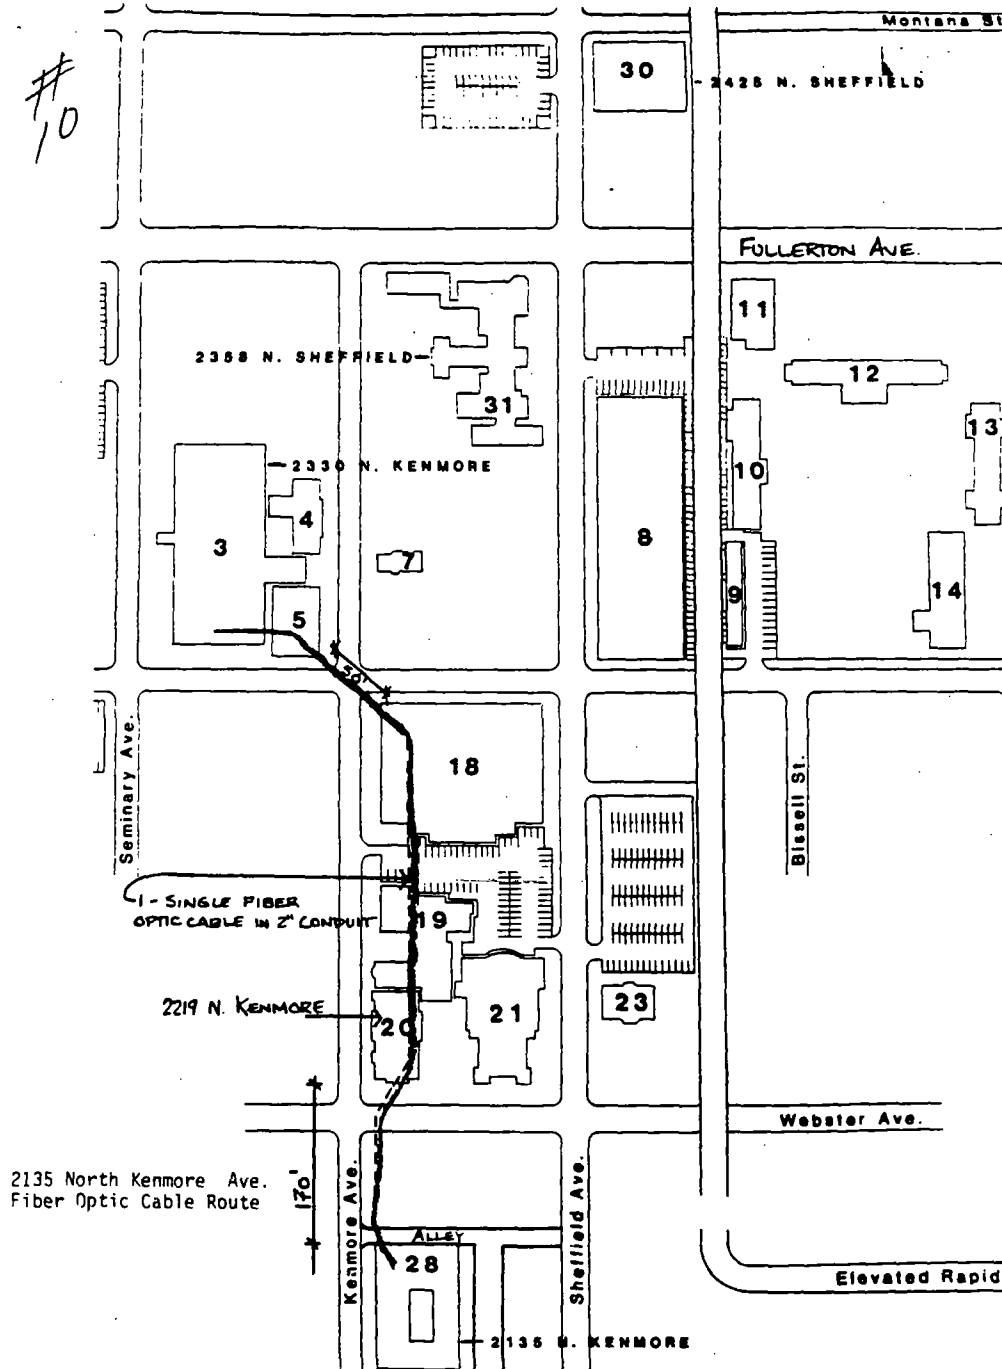 Montana St
#
10
30
2425 N. SHEFFIELD
FULLERTON AVE.
11
2358 N. SHEFFIELD
12
31
13
2330 N. KENMORE
10
4
3
8
7
9
14
5
50'
18
Seminary Ave.
Bissell St.
1 - SINGLE FIBER
OPTIC CABLE IN 2" CONDUIT
19
2219 N. KENMORE
20
21
23
Webster Ave.
2135 North Kenmore Ave.
Fiber Optic Cable Route
170'
Kenmore Ave.
Sheffield Ave.
ALLEY
28
Elevated Rapid
2135 N. KENMORE